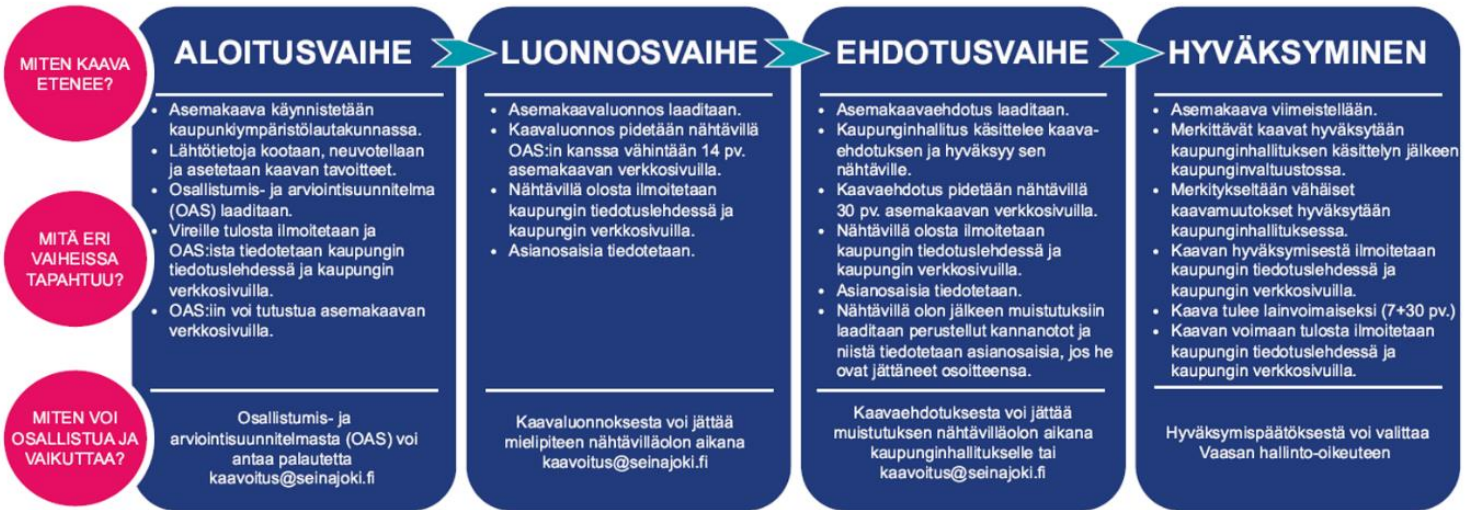 MITEN KAAVA
ETENEE?
MITÄ ERI
VAIHEISSA
TAPAHTUU?
MITEN VOI
OSALLISTUA JA
VAIKUTTAA?
ALOITUSVAIHE
• Asemakaava käynnistetään
kaupunkiympäristölautakunnassa.
• Lähtötietoja kootaan, neuvotellaan
ja asetetaan kaavan tavoitteet.
• Osallistumis- ja arviointisuunnitelma
(OAS) laaditaan.
• Vireille tulosta ilmoitetaan ja
OAS:ista tiedotetaan kaupungin
tiedotuslehdessä ja kaupungin
verkkosivuilla.
• OAS:iin voi tutustua asemakaavan
verkkosivuilla.
Osallistumis- ja
arviointisuunnitelmasta (OAS) voi
antaa palautetta
kaavoitus@seinajoki.fi
LUONNOSVAIHE
• Asemakaavaluonnos laaditaan.
• Kaavaluonnos pidetään nähtävillä
OAS:in kanssa vähintään 14 pv.
asemakaavan verkkosivuilla.
• Nähtävillä olosta ilmoitetaan
kaupungin tiedotuslehdessä ja
kaupungin verkkosivuilla.
• Asianosaisia tiedotetaan.
Kaavaluonnoksesta voi jättää
mielipiteen nähtävilläolon aikana
kaavoitus@seinajoki.fi
EHDOTUSVAIHE
• Asemakaavaehdotus laaditaan.
• Kaupunginhallitus käsittelee kaava-
ehdotuksen ja hyväksyy sen
nähtäville.
• Kaavaehdotus pidetään nähtävillä
30 pv. asemakaavan verkkosivuilla.
• Nähtävillä olosta ilmoitetaan
kaupungin tiedotuslehdessä ja
kaupungin verkkosivuilla.
• Asianosaisia tiedotetaan.
• Nähtävillä olon jälkeen muistutuksiin
laaditaan perustellut kannanotot ja
niistä tiedotetaan asianosaisia, jos he
ovat jättäneet osoitteensa.
Kaavaehdotuksesta voi jättää
muistutuksen nähtävilläolon aikana
kaupunginhallitukselle tai
kaavoitus@seinajoki.fi
HYVÄKSYMINEN
• Asemakaava viimeistellään.
• Merkittävät kaavat hyväksytään
kaupunginhallituksen käsittelyn jälkeen
kaupunginvaltuustossa.
• Merkitykseltään vähäiset
kaavamuutokset hyväksytään
kaupunginhallituksessa.
• Kaavan hyväksymisestä ilmoitetaan
kaupungin tiedotuslehdessä ja
kaupungin verkkosivuilla.
• Kaava tulee lainvoimaiseksi (7+30 pv.)
• Kaavan voimaan tulosta ilmoitetaan
kaupungin tiedotuslehdessä ja
kaupungin verkkosivuilla.
Hyväksymispäätöksestä voi valittaa
Vaasan hallinto-oikeuteen